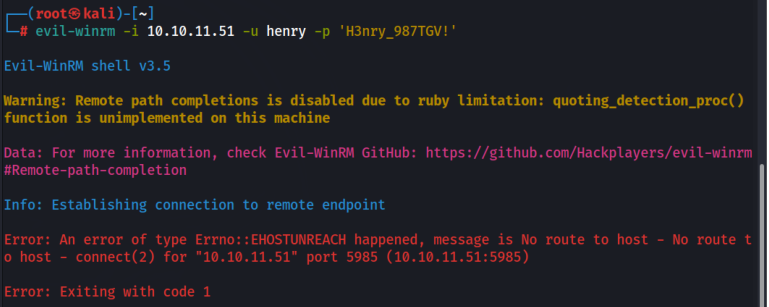 ┌──(root㉿kali)-[~]
└─# evil-winrm -i 10.10.11.51 -u henry -p 'H3nry_987TGV!'
Evil-WinRM shell v3.5
Warning: Remote path completions is disabled due to ruby limitation: quoting_detection_proc()
function is unimplemented on this machine
Data: For more information, check Evil-WinRM GitHub: https://github.com/Hackplayers/evil-winrm
#Remote-path-completion
Info: Establishing connection to remote endpoint
Error: An error of type Errno::EHOSTUNREACH happened, message is No route to host - No route t
o host - connect(2) for "10.10.11.51" port 5985 (10.10.11.51:5985)
Error: Exiting with code 1